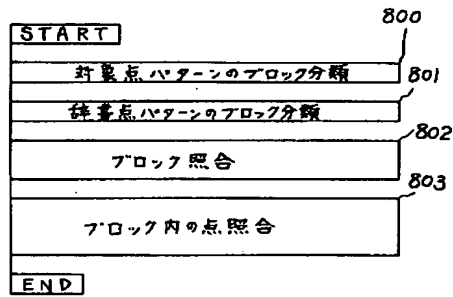 START
800
対象点パターンのブロック分類
801
辞書点パターンのブロック分類
802
ブロック照合
803
ブロック内の点照合
END